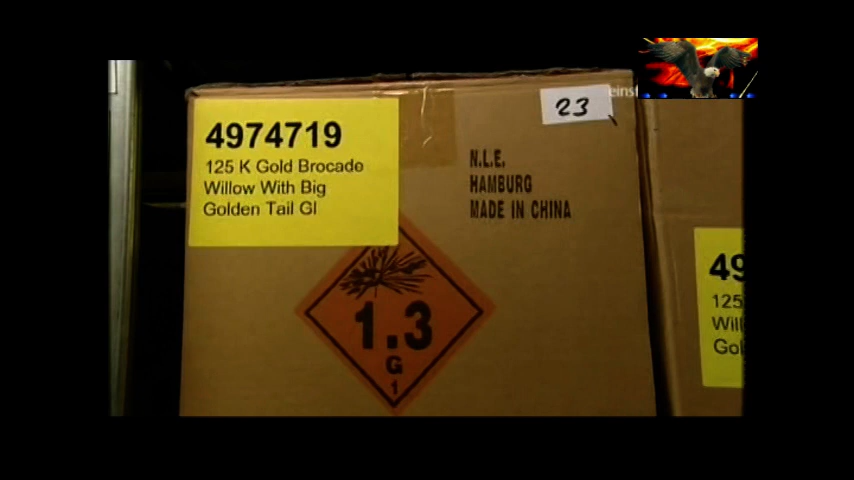 4974719
125 K Gold Brocade
Willow With Big
Golden Tail Gl
23
einsf
N.L.E.
HAMBURG
MADE IN CHINA
1.3
G
1
49
125
Will
Gol